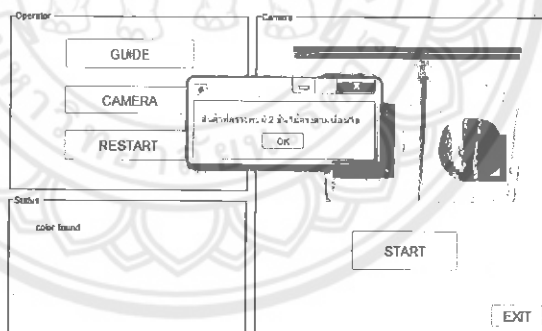 Operator
Camera
GUIDE
CAMERA
RESTART
OK
Status
color found
START
EXIT